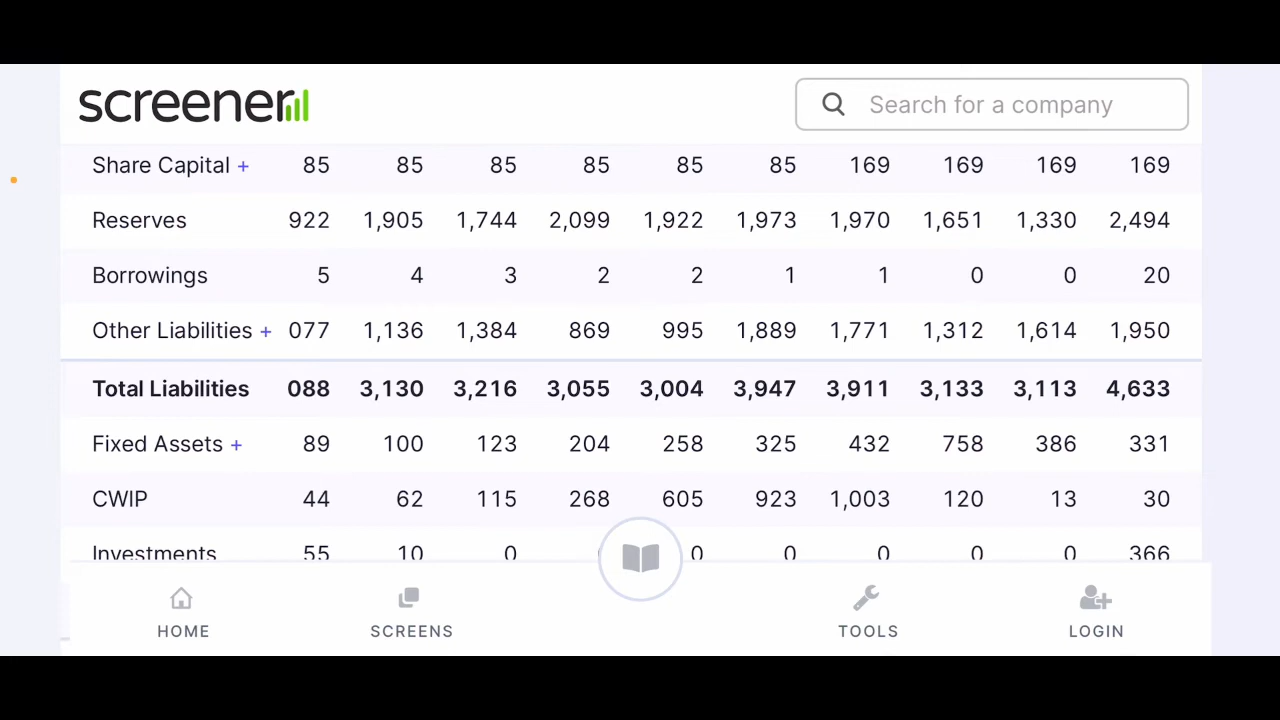 screener
Search for a company
Share Capital + 85 85 85 85 85 85 169 169 169 169
Reserves 922 1,905 1,744 2,099 1,922 1,973 1,970 1,651 1,330 2,494
Borrowings 5 4 3 2 2 1 1 0 0 20
Other Liabilities + 077 1,136 1,384 869 995 1,889 1,771 1,312 1,614 1,950
Total Liabilities 088 3,130 3,216 3,055 3,004 3,947 3,911 3,133 3,113 4,633
Fixed Assets + 89 100 123 204 258 325 432 758 386 331
CWIP 44 62 115 268 605 923 1,003 120 13 30
Investments 55 10 0 0 0 0 0 0 366
HOME SCREENS TOOLS LOGIN